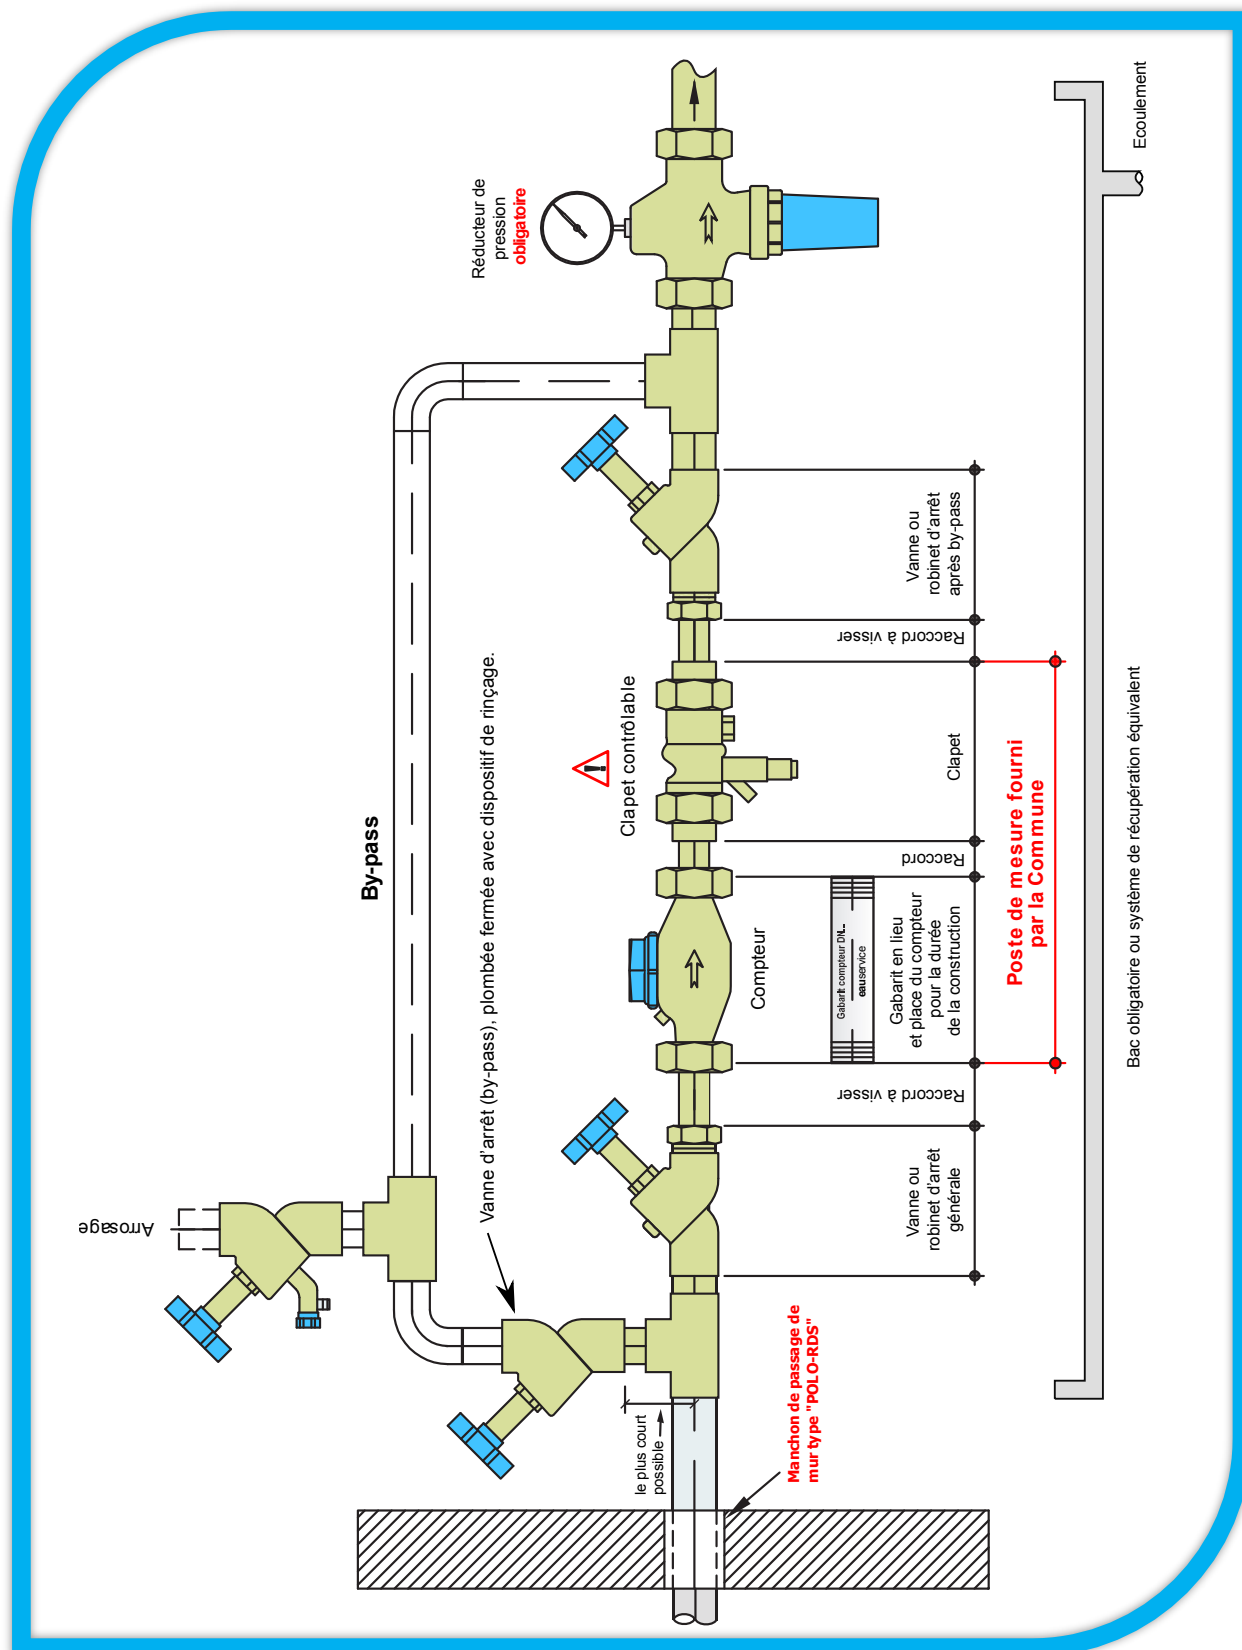 Arrosage
By-pass
Vanne d'arrêt (by-pass), plombée fermée avec dispositif de rinçage.
Réducteur de
pression
obligatoire
Clapet contrôlable
le plus court
possible
Compteur
Manchon de passage de
mur type "POLO-RDS"
Gabarit compteur DN...
eauservice
Vanne ou
robinet d'arrêt
générale
Raccord à visser
Gabarit en lieu
et place du compteur
pour la durée
de la construction
Raccord
Clapet
Raccord à visser
Vanne ou
robinet d'arrêt
après by-pass
Poste de mesure fourni
par la Commune
Bac obligatoire ou système de récupération équivalent
Ecoulement